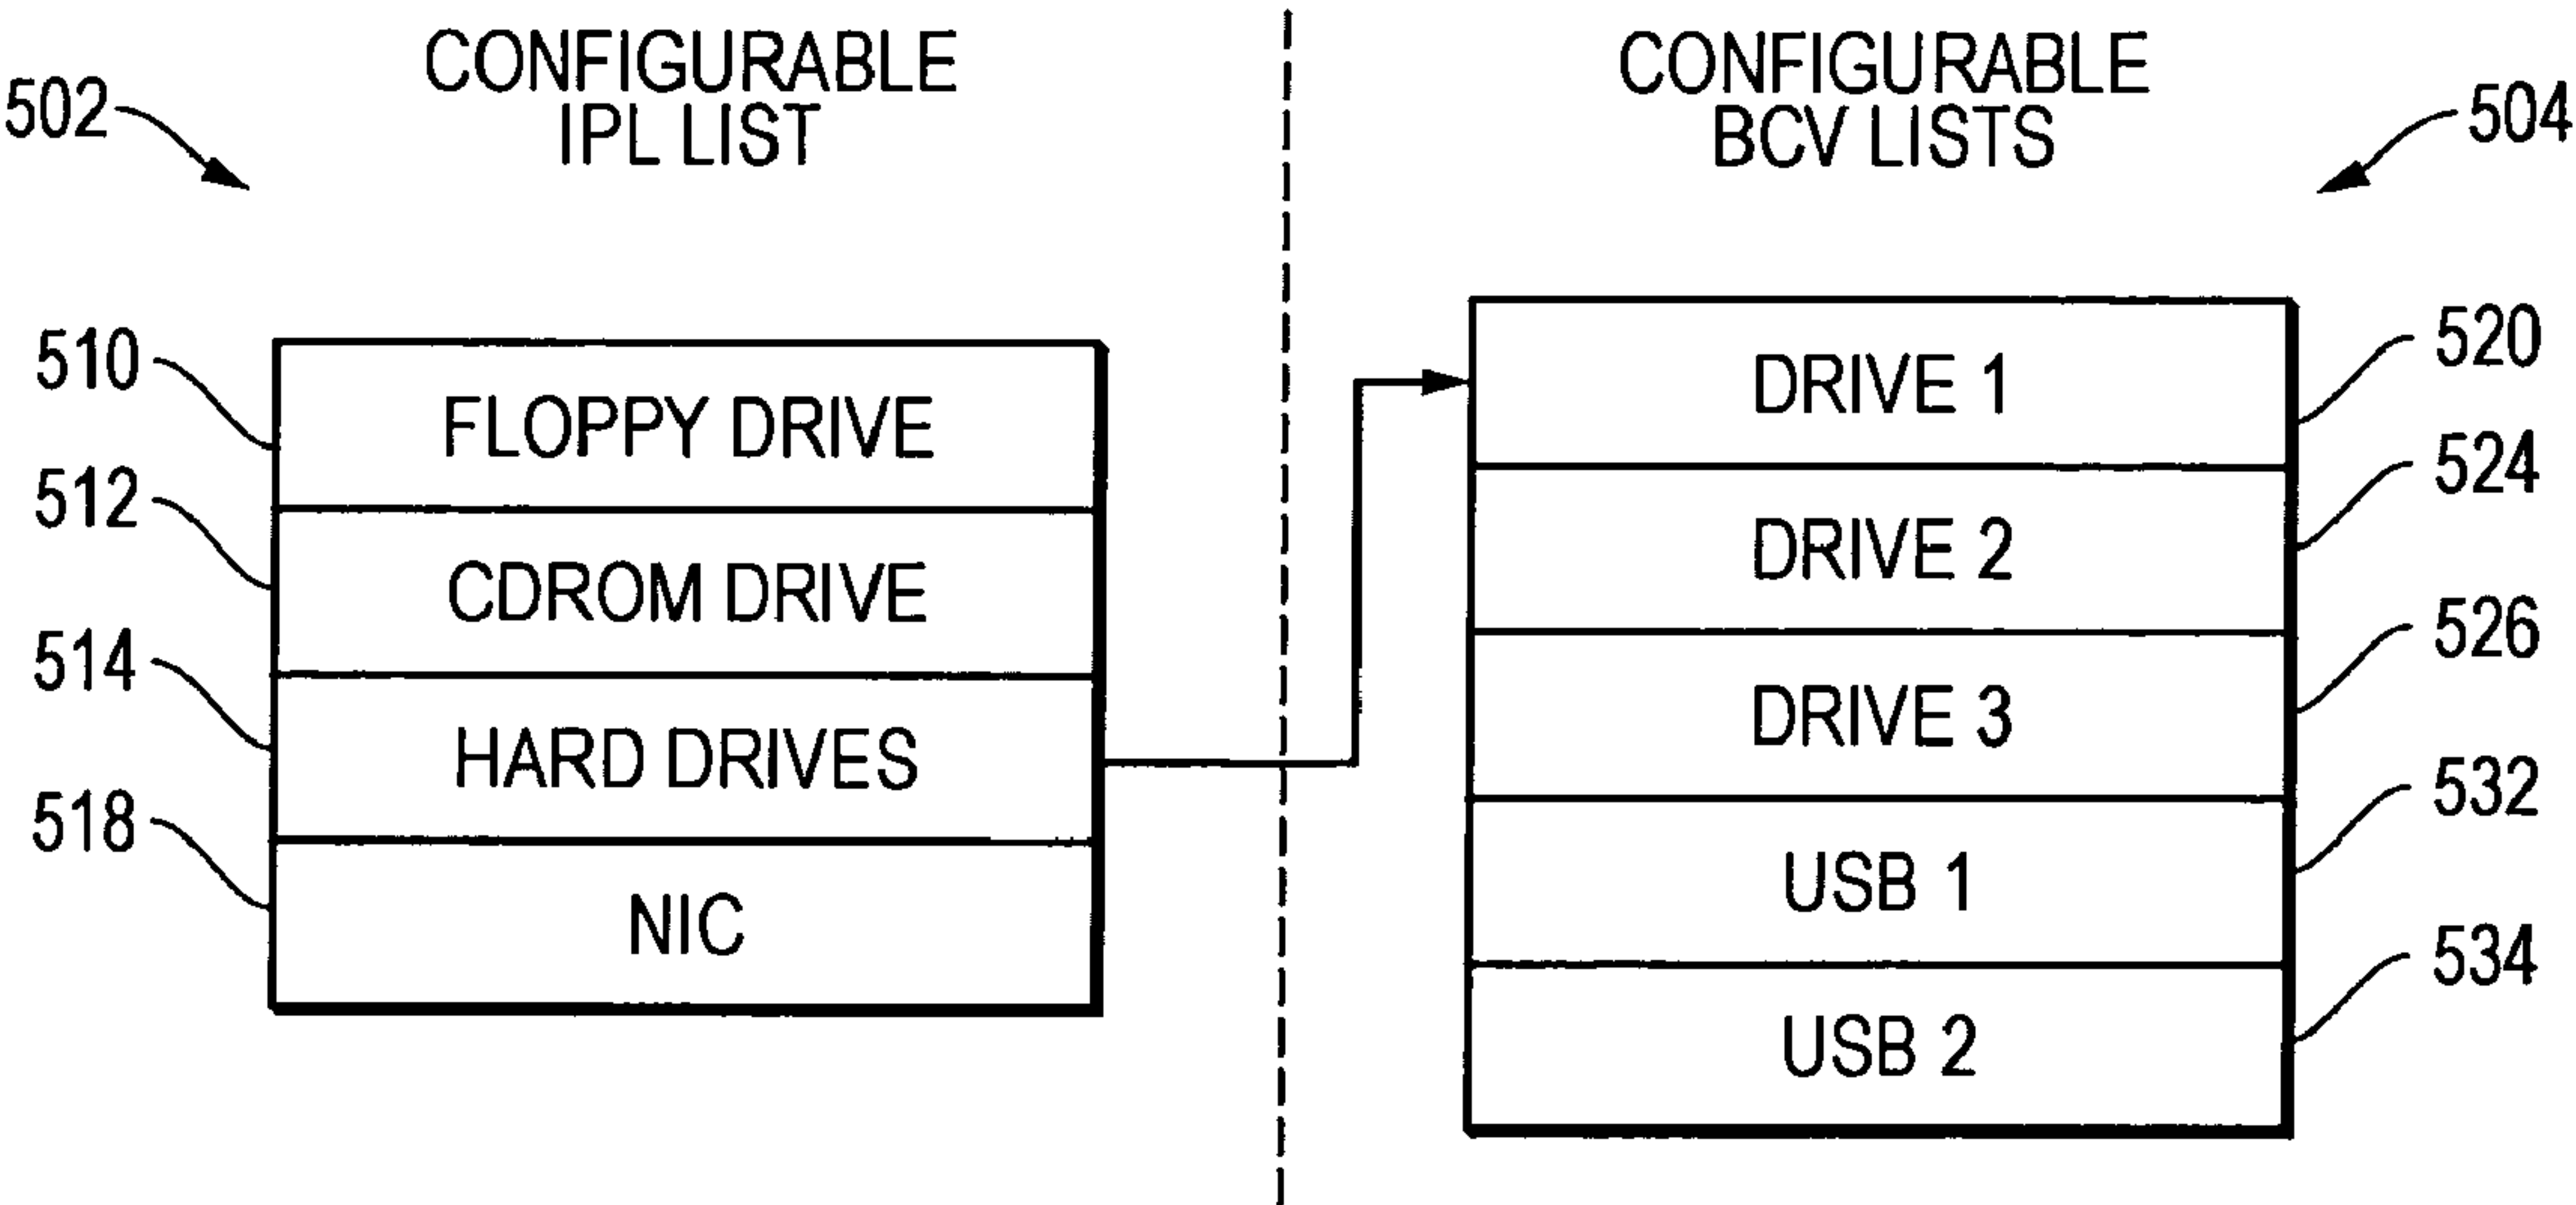 CONFIGURABLE
IPL LIST
502
510
FLOPPY DRIVE
512
CDROM DRIVE
514
HARD DRIVES
518
NIC
CONFIGURABLE
BCV LISTS
504
DRIVE 1
520
DRIVE 2
524
DRIVE 3
526
USB 1
532
USB 2
534